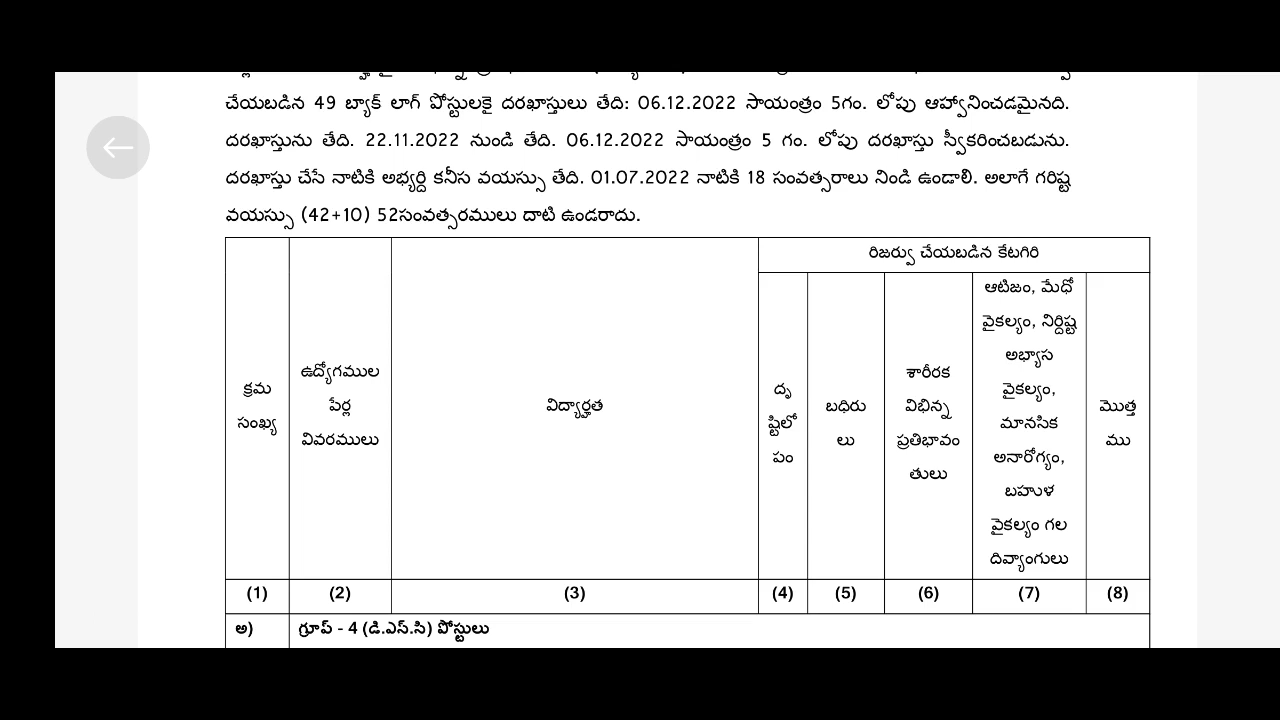 చేయబడిన 49 బ్యాక్ లాగ్ పోస్టులకై దరఖాస్తులు తేది: 06.12.2022 సాయంత్రం 5గం. లోపు ఆహ్వానించడమైనది.
దరఖాస్తును తేది. 22.11.2022 నుండి తేది. 06.12.2022 సాయంత్రం 5 గం. లోపు దరఖాస్తు స్వీకరించబడును.
దరఖాస్తు చేసే నాటికి అభ్యర్ది కనీస వయస్సు తేది. 01.07.2022 నాటికి 18 సంవత్సరాలు నిండి ఉండాలి. అలాగే గరిష్ట
వయస్సు (42+10) 52సంవత్సరములు దాటి ఉండరాదు.
రిజర్వు చేయబడిన కేటగిరి
క్రమ
సంఖ్య
ఉద్యోగముల
పేర్ల
వివరములు
విద్యార్హత
దృ
ష్టిలో
పం
బధిరు
లు
శారీరక
విభిన్న
ప్రతిభావం
తులు
ఆటిజం, మేధో
వైకల్యం, నిర్దిష్ట
అభ్యాస
వైకల్యం,
మానసిక
అనారోగ్యం,
బహుళ
వైకల్యం గల
దివ్యాంగులు
మొత్త
ము
(1) (2) (3) (4) (5) (6) (7) (8)
అ) గ్రూప్ - 4 (డి.ఎస్.సి) పోస్టులు